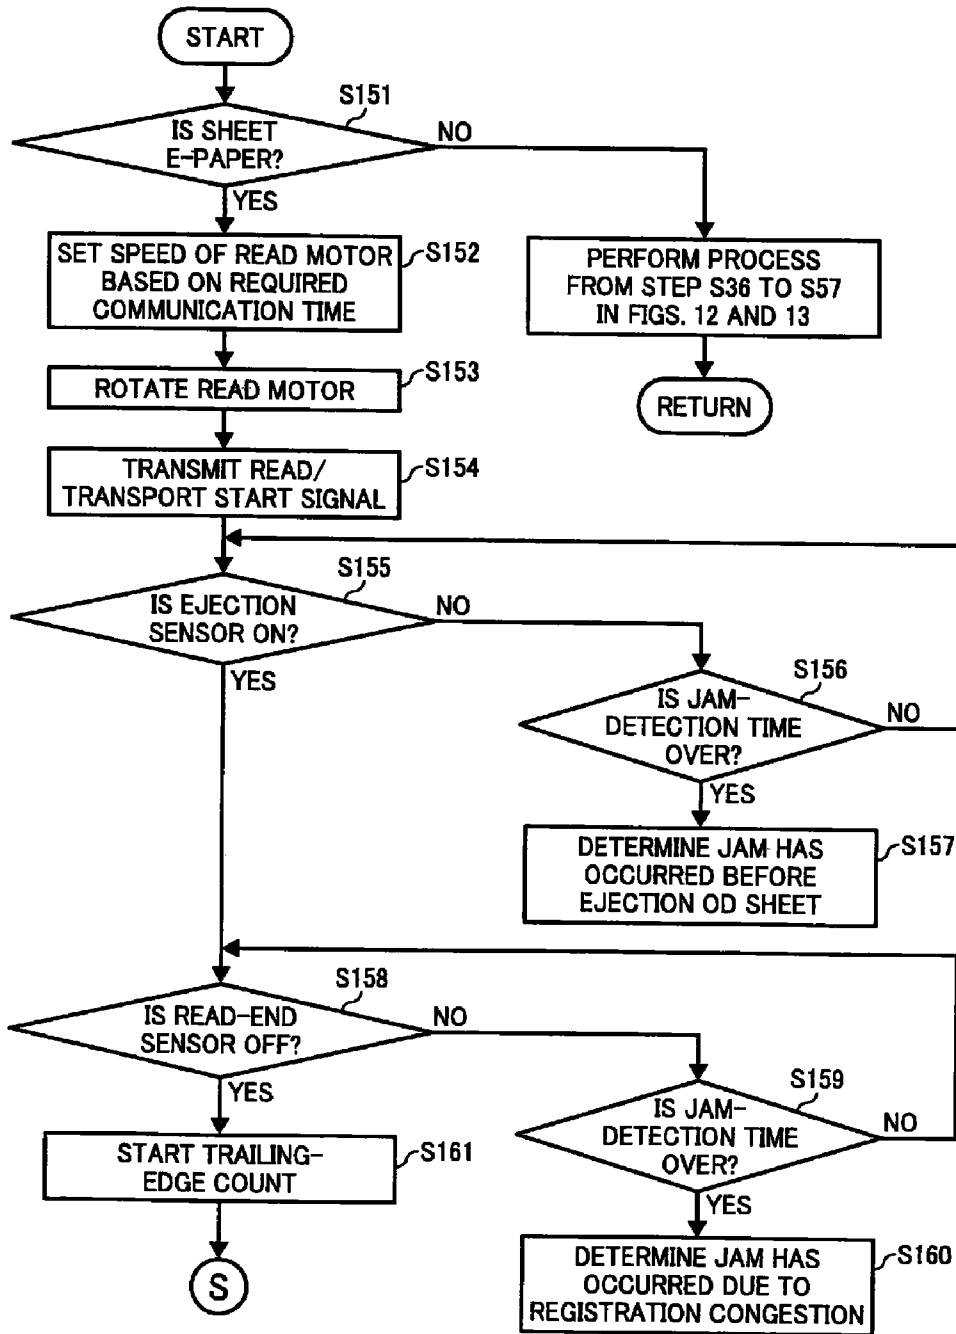 START
S151
IS SHEET
E-PAPER?
NO
YES
SET SPEED OF READ MOTOR
BASED ON REQUIRED
COMMUNICATION TIME
S152
PERFORM PROCESS
FROM STEP S36 TO S57
IN FIGS. 12 AND 13
ROTATE READ MOTOR
S153
RETURN
TRANSMIT READ/
TRANSPORT START SIGNAL
S154
S155
IS EJECTION
SENSOR ON?
NO
YES
S156
IS JAM-
DETECTION TIME
OVER?
NO
YES
DETERMINE JAM HAS
OCCURRED BEFORE
EJECTION OD SHEET
S157
S158
IS READ-END
SENSOR OFF?
NO
YES
S159
IS JAM-
DETECTION TIME
OVER?
NO
YES
START TRAILING-
EDGE COUNT
S161
DETERMINE JAM HAS
OCCURRED DUE TO
REGISTRATION CONGESTION
S160
S